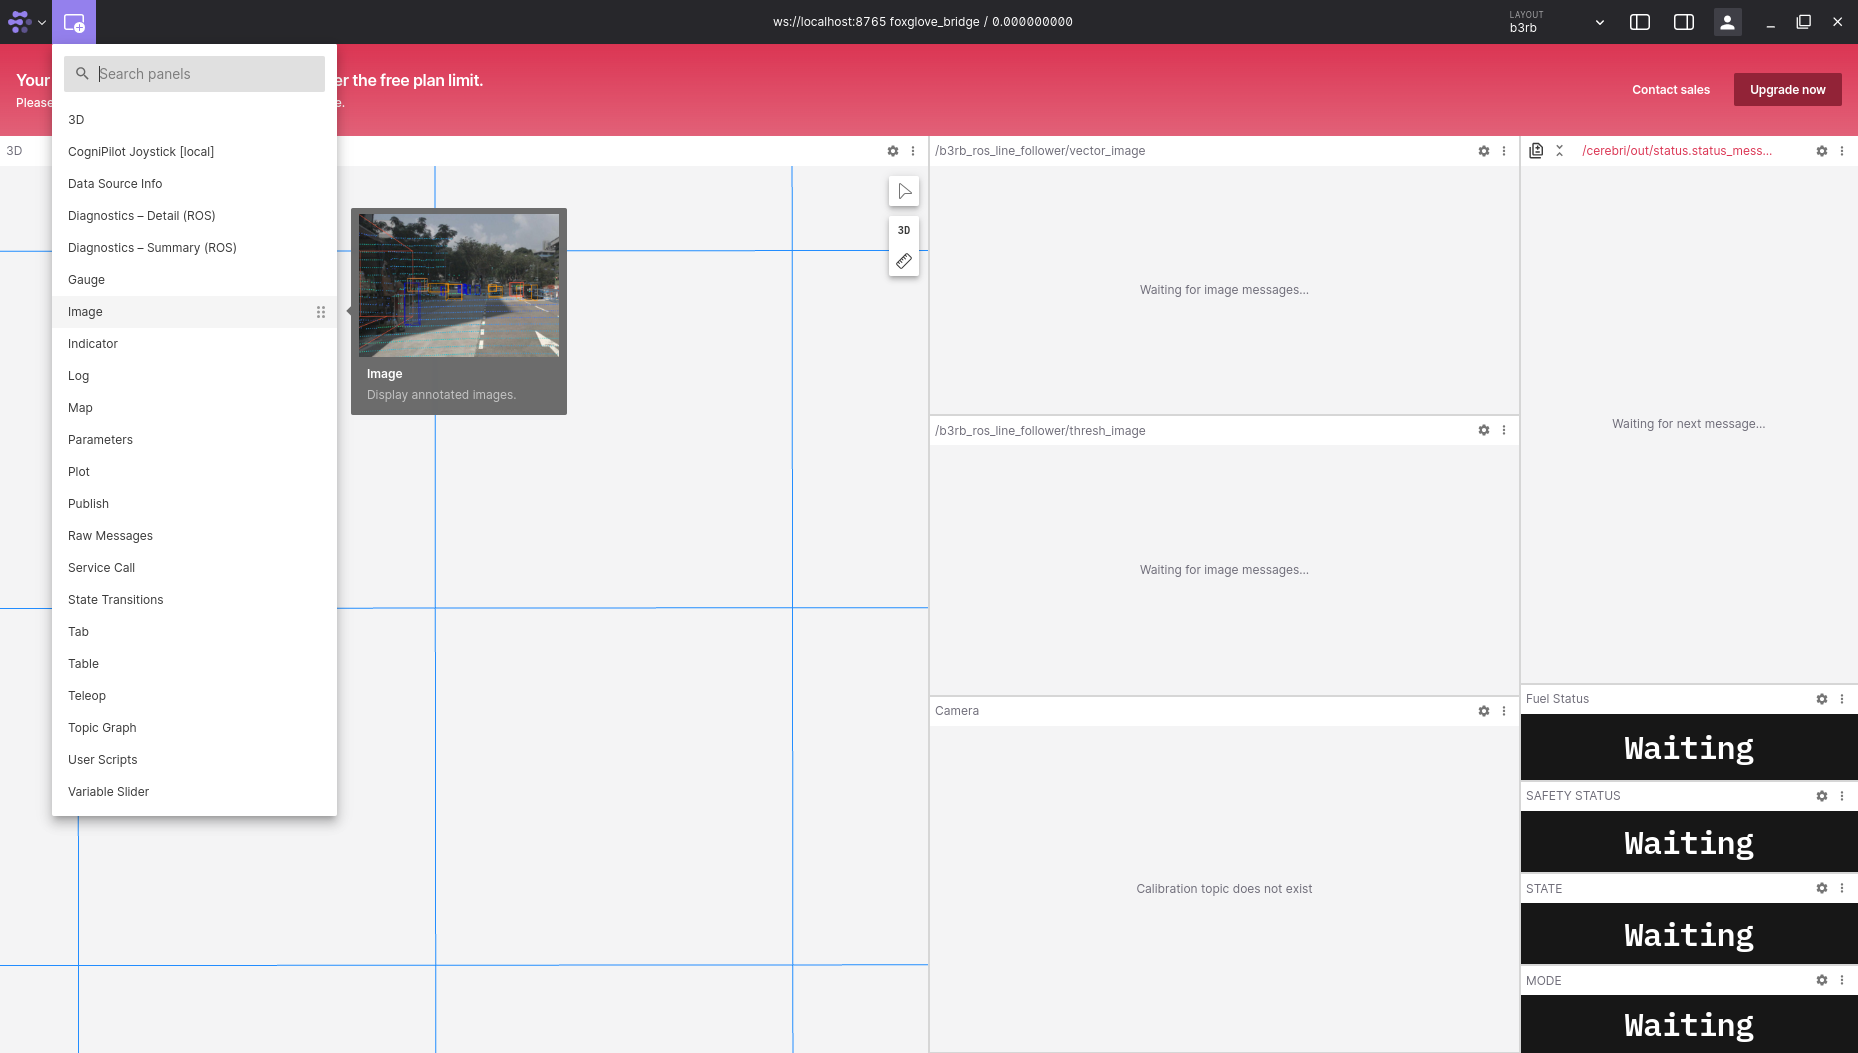 ws://localhost:8765 foxglove_bridge / 0.000000000
LAYOUT
b3rb
Search panels
Your
er the free plan limit.
Please
e.
Contact sales
Upgrade now
3D
CogniPilot Joystick [local]
Data Source Info
Diagnostics – Detail (ROS)
Diagnostics – Summary (ROS)
Gauge
Image
Indicator
Log
Map
Parameters
Plot
Publish
Raw Messages
Service Call
State Transitions
Tab
Table
Teleop
Topic Graph
User Scripts
Variable Slider
3D
3D
Image
Display annotated images.
/b3rb_ros_line_follower/vector_image
Waiting for image messages...
/b3rb_ros_line_follower/thresh_image
Waiting for image messages...
Camera
Calibration topic does not exist
/cerebri/out/status.status_mess...
Waiting for next message...
Fuel Status
Waiting
SAFETY STATUS
Waiting
STATE
Waiting
MODE
Waiting